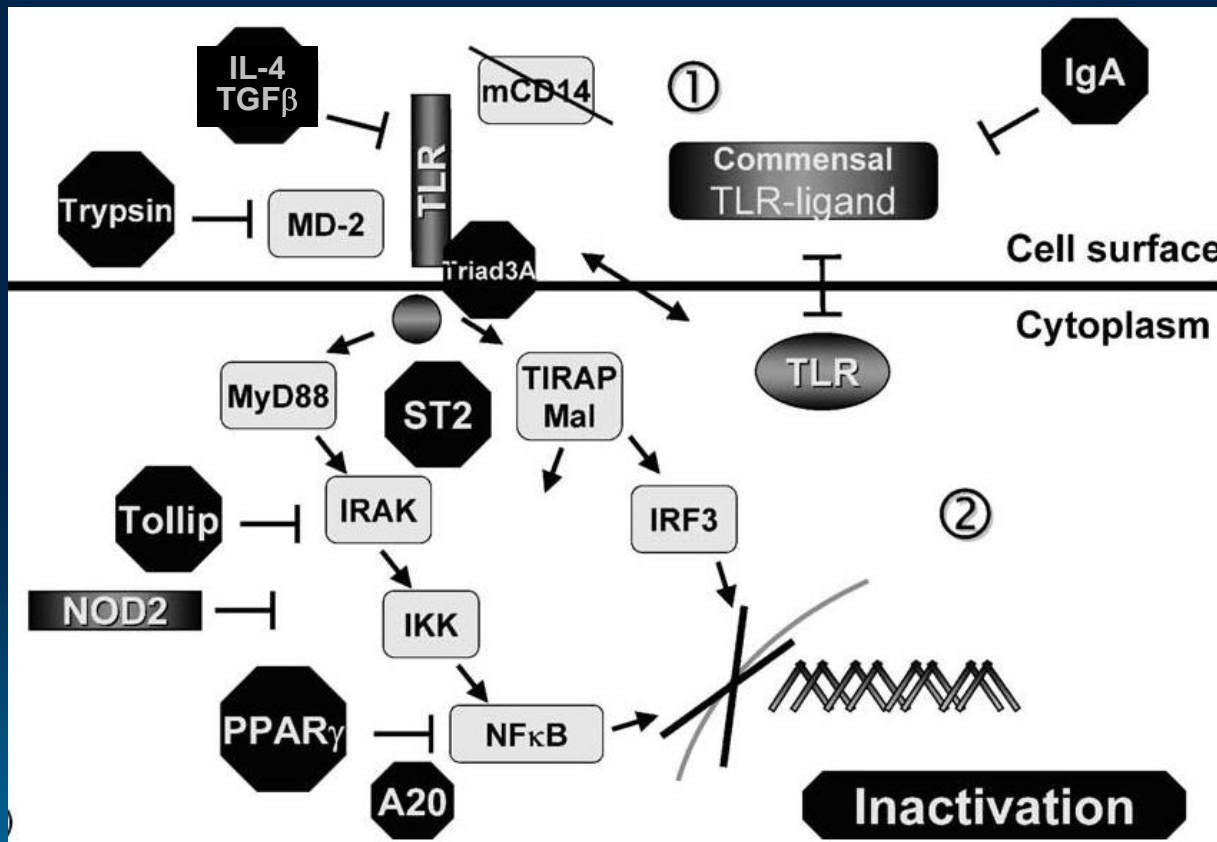 IL-4
TGFβ
mCD14
①
IgA
TLR
Commensal
TLR-ligand
Trypsin
MD-2
Triad3A
Cell surface
Cytoplasm
MyD88
ST2
TIRAP
Mal
TLR
Tollip
IRAK
IRF3
②
NOD2
IKK
PPARγ
NFκB
A20
Inactivation